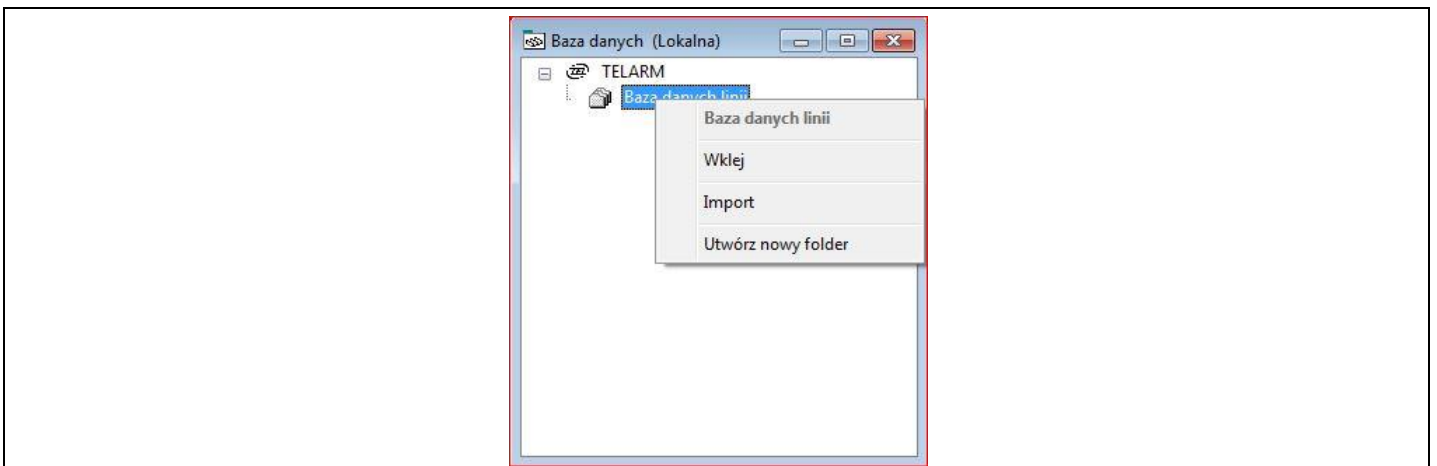 Baza danych (Lokalna)
TELARM
Baza danych linii
Baza danych linii
Wklej
Import
Utwórz nowy folder